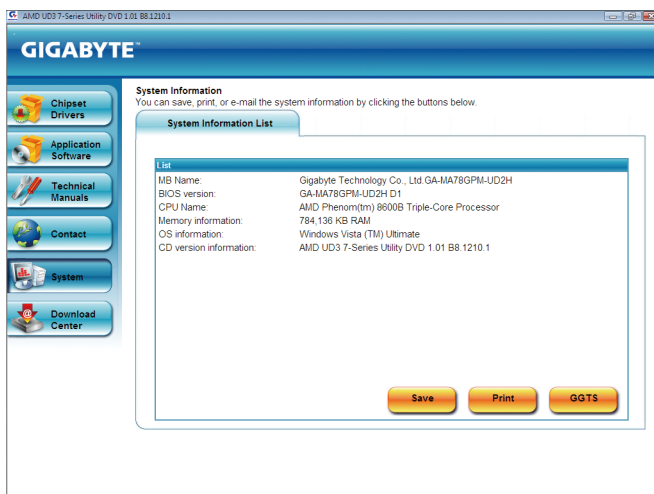 AMD UD3 7-Series Utility DVD 1.01 B8.1210.1
GIGABYTE™
Chipset
Drivers
Application
Software
Technical
Manuals
Contact
System
Download
Center
System Information
You can save, print, or e-mail the system information by clicking the buttons below.
System Information List
List
MB Name: Gigabyte Technology Co., Ltd.GA-MA78GPM-UD2H
BIOS version: GA-MA78GPM-UD2H D1
CPU Name: AMD Phenom(tm) 8600B Triple-Core Processor
Memory information: 784,136 KB RAM
OS information: Windows Vista (TM) Ultimate
CD version information: AMD UD3 7-Series Utility DVD 1.01 B8.1210.1
Save Print GGTS